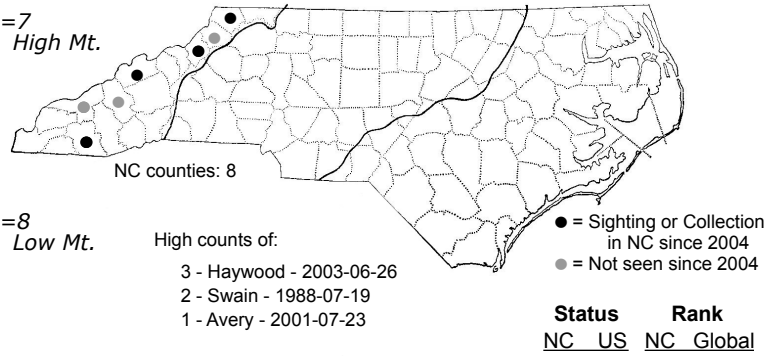 =7
High Mt.
NC counties: 8
=8
Low Mt.
High counts of:
3 - Haywood - 2003-06-26
2 - Swain - 1988-07-19
1 - Avery - 2001-07-23
● = Sighting or Collection
in NC since 2004
● = Not seen since 2004
Status Rank
NC US NC Global